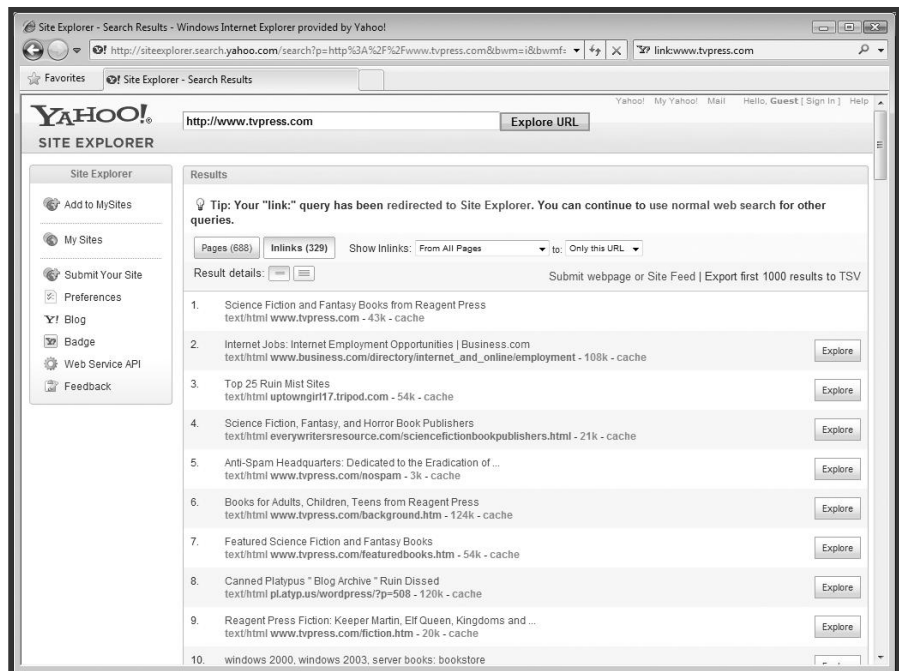 Site Explorer - Search Results - Windows Internet Explorer provided by Yahoo!
http://siteexplorer.search.yahoo.com/search?p=http%3A%2F%2Fwww.tvpress.com&bwm=i&bwmf=
link:www.tvpress.com
Favorites
Site Explorer - Search Results
Yahoo! My Yahoo! Mail Hello, Guest [ Sign In ] Help
YAHOO!
SITE EXPLORER
http://www.tvpress.com
Explore URL
Site Explorer
Add to MySites
My Sites
Submit Your Site
Preferences
Y! Blog
Badge
Web Service API
Feedback
Results
Tip: Your "link:" query has been redirected to Site Explorer. You can continue to use normal web search for other
queries.
Pages (688) Inlinks (329) Show Inlinks: From All Pages to: Only this URL
Result details:
Submit webpage or Site Feed | Export first 1000 results to TSV
1. Science Fiction and Fantasy Books from Reagent Press
text/html www.tvpress.com - 43k - cache
2. Internet Jobs: Internet Employment Opportunities | Business.com
text/html www.business.com/directory/internet_and_online/employment - 108k - cache
Explore
3. Top 25 Ruin Mist Sites
text/html uptowngirl17.tripod.com - 54k - cache
Explore
4. Science Fiction, Fantasy, and Horror Book Publishers
text/html everywritersresource.com/sciencefictionbookpublishers.html - 21k - cache
Explore
5. Anti-Spam Headquarters: Dedicated to the Eradication of ...
text/html www.tvpress.com/nospam - 3k - cache
Explore
6. Books for Adults, Children, Teens from Reagent Press
text/html www.tvpress.com/background.htm - 124k - cache
Explore
7. Featured Science Fiction and Fantasy Books
text/html www.tvpress.com/featuredbooks.htm - 54k - cache
Explore
8. Canned Platypus " Blog Archive " Ruin Dissed
text/html pl.atyp.us/wordpress/?p=508 - 120k - cache
Explore
9. Reagent Press Fiction: Keeper Martin, Elf Queen, Kingdoms and ...
text/html www.tvpress.com/fiction.htm - 20k - cache
Explore
10. windows 2000, windows 2003, server books: bookstore